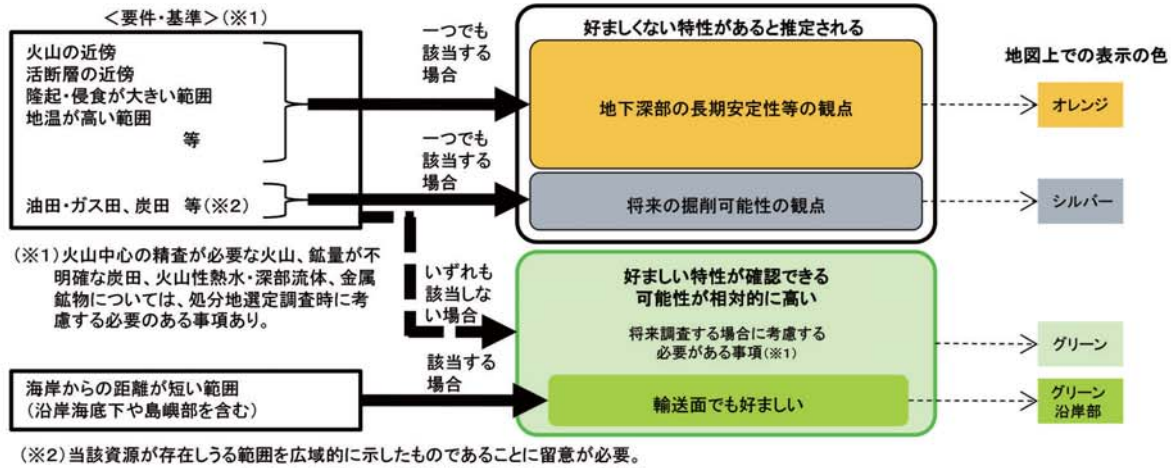 ＜要件・基準＞(※1)
火山の近傍
活断層の近傍
隆起・侵食が大きい範囲
地温が高い範囲
等
油田・ガス田、炭田 等(※2)
一つでも
該当する
場合
一つでも
該当する
場合
好ましくない特性があると推定される
地下深部の長期安定性等の観点
将来の掘削可能性の観点
地図上での表示の色
オレンジ
シルバー
(※1)火山中心の精査が必要な火山、鉱量が不
明確な炭田、火山性熱水・深部流体、金属
鉱物については、処分地選定調査時に考
慮する必要のある事項あり。
いずれも
該当しな
い場合
該当する
場合
好ましい特性が確認できる
可能性が相対的に高い
将来調査する場合に考慮する
必要がある事項(※1)
輸送面でも好ましい
グリーン
グリーン
沿岸部
海岸からの距離が短い範囲
(沿岸海底下や島嶼部を含む)
(※2)当該資源が存在しうる範囲を広域的に示したものであることに留意が必要。